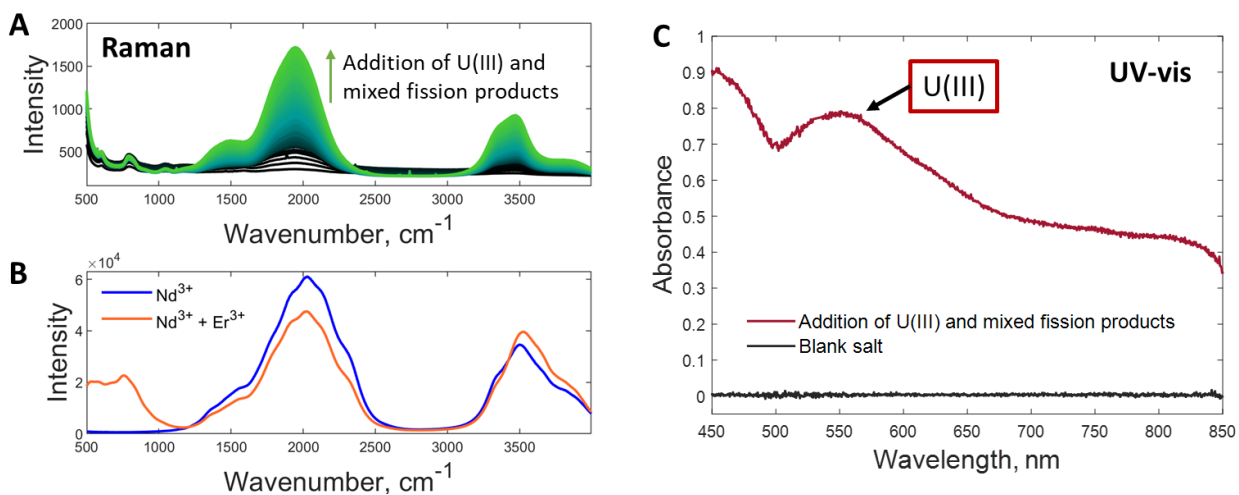 A
Raman
Addition of U(III) and
mixed fission products
Intensity
2000
1500
1000
500
500
1000
1500
2000
2500
3000
3500
Wavenumber, cm-1
B
×10⁴
Nd3+
Nd3+ + Er3+
Intensity
6
4
2
0
500
1000
1500
2000
2500
3000
3500
Wavenumber, cm-1
C
UV-vis
U(III)
Absorbance
1
0.9
0.8
0.7
0.6
0.5
0.4
0.3
0.2
0.1
0
Addition of U(III) and mixed fission products
Blank salt
450
500
550
600
650
700
750
800
850
Wavelength, nm